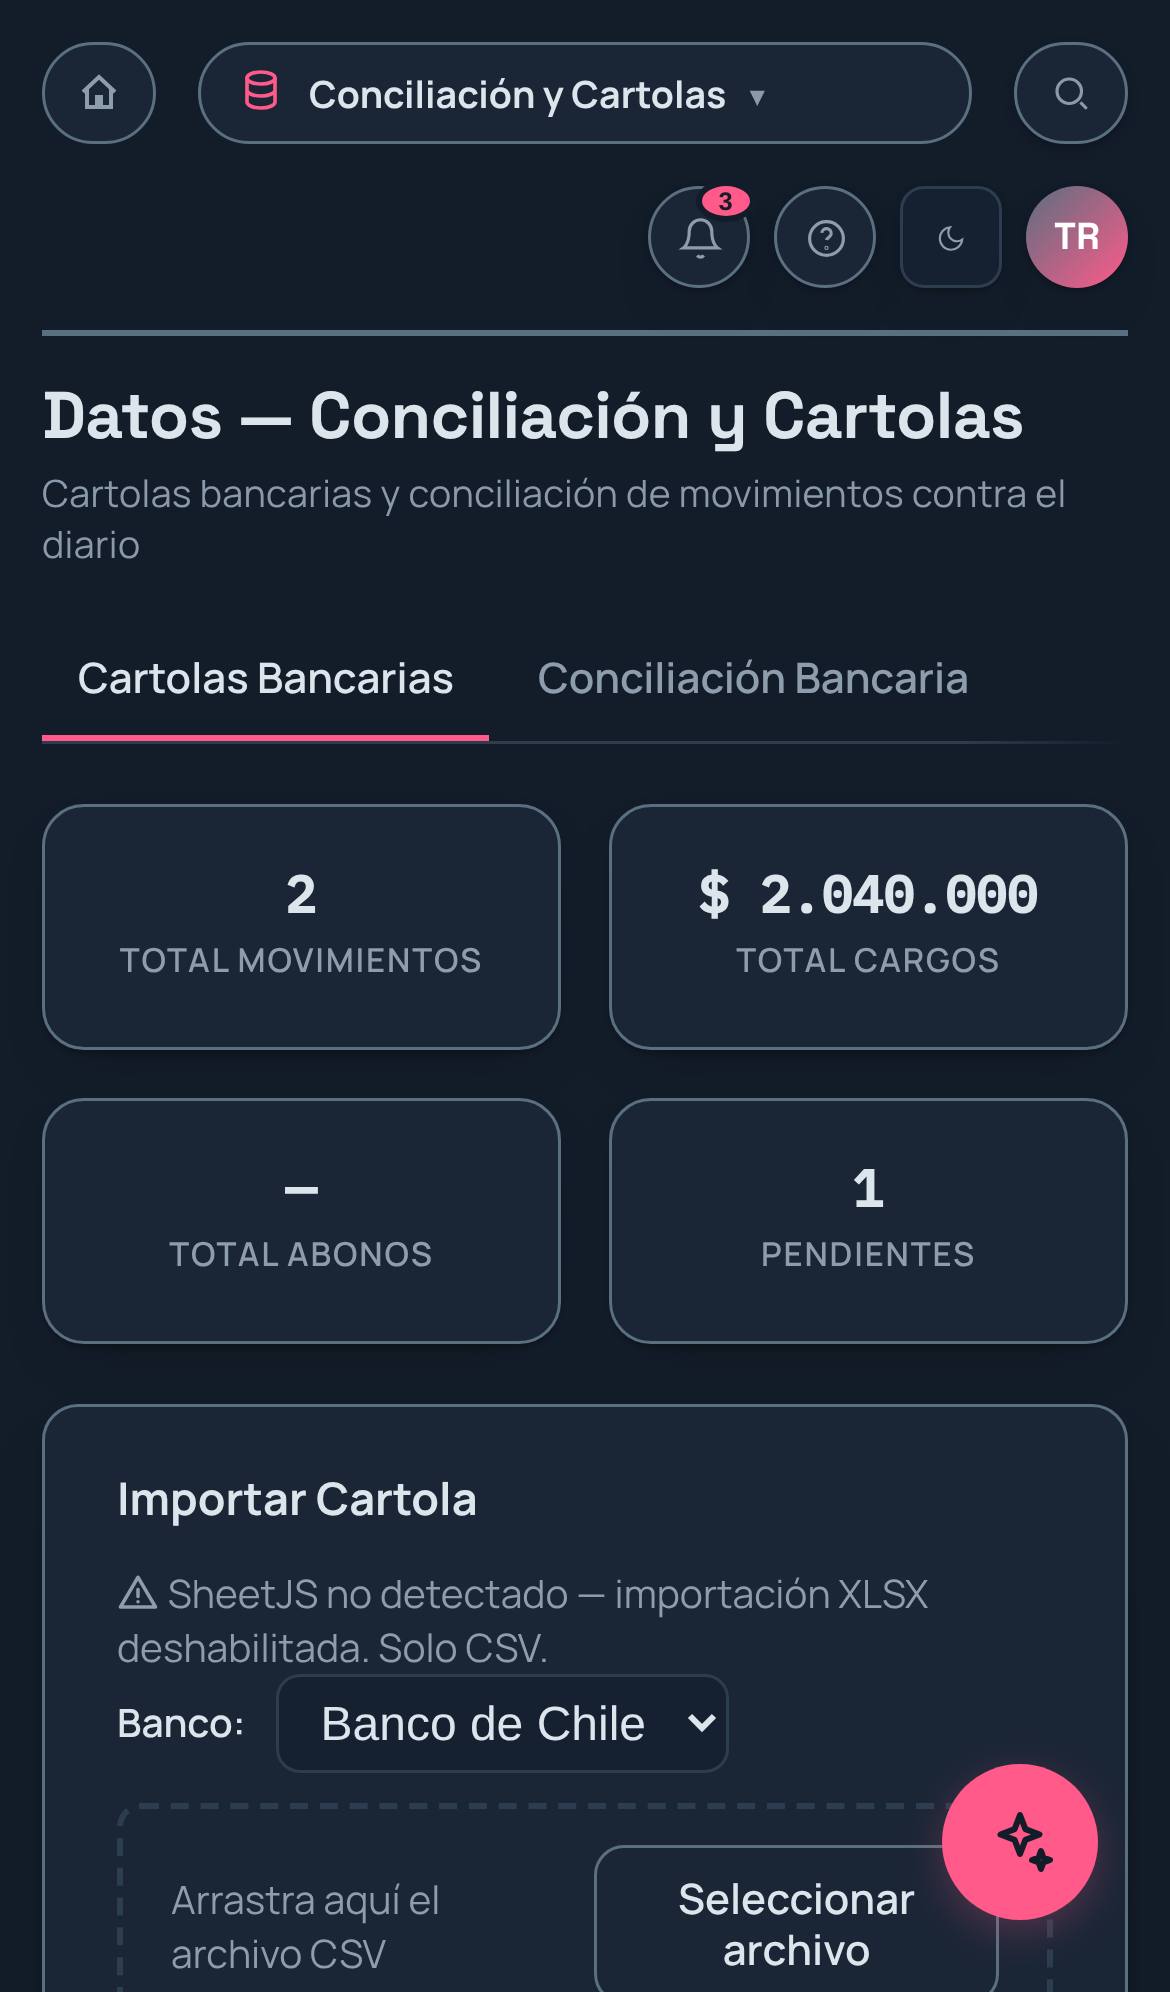 Conciliación y Cartolas ▾
3
TR
Datos — Conciliación y Cartolas
Cartolas bancarias y conciliación de movimientos contra el
diario
Cartolas Bancarias
Conciliación Bancaria
2
TOTAL MOVIMIENTOS
$ 2.040.000
TOTAL CARGOS
—
TOTAL ABONOS
1
PENDIENTES
Importar Cartola
⚠ SheetJS no detectado — importación XLSX
deshabilitada. Solo CSV.
Banco: Banco de Chile
Arrastra aquí el
archivo CSV
Seleccionar
archivo